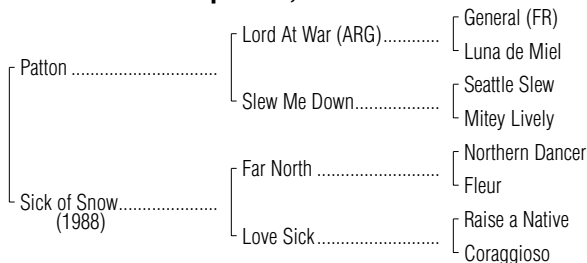 General (FR)
Lord At War (ARG)............
Luna de Miel
Patton ..............................
Seattle Slew
Slew Me Down..................
Mitey Lively
Northern Dancer
Far North ..........................
Fleur
Sick of Snow.....................
(1988)
Raise a Native
Love Sick..........................
Coraggioso